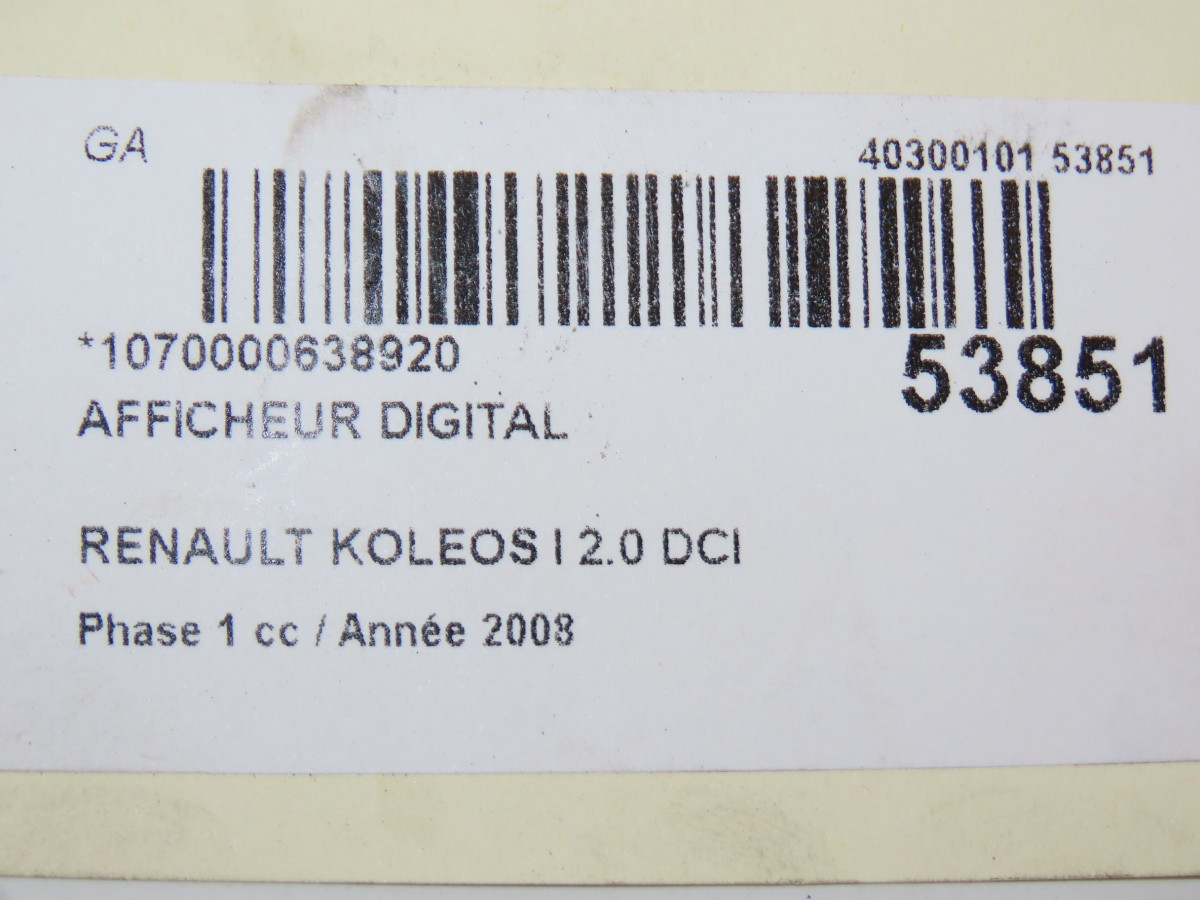 GA
40300101 53851
*1070000638920
53851
AFFICHEUR DIGITAL
RENAULT KOLEOS I 2.0 DCI
Phase 1 cc / Année 2008